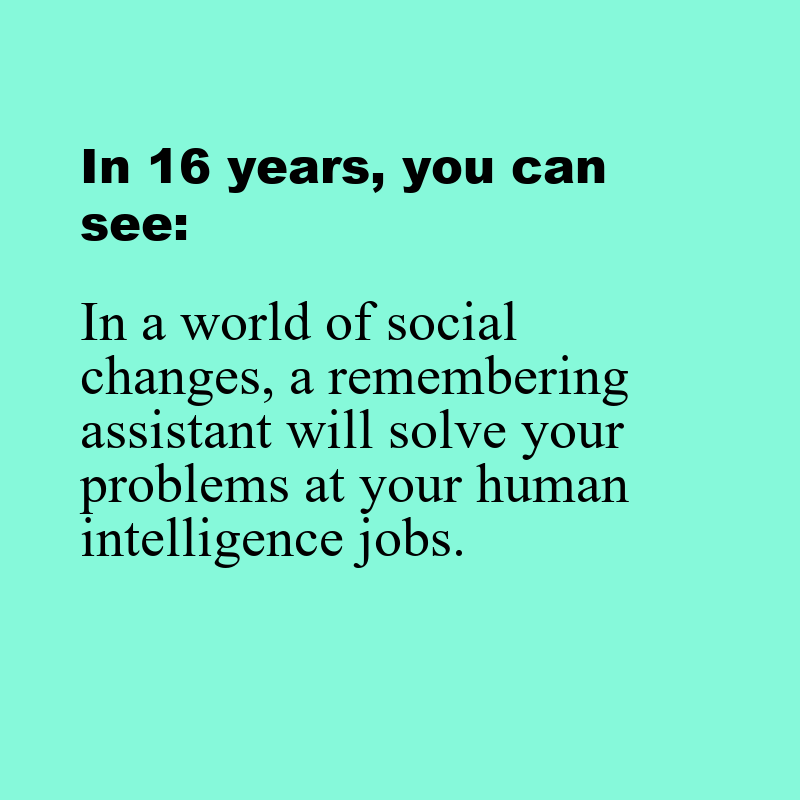 In 16 years, you can
see:
In a world of social
changes, a remembering
assistant will solve your
problems at your human
intelligence jobs.